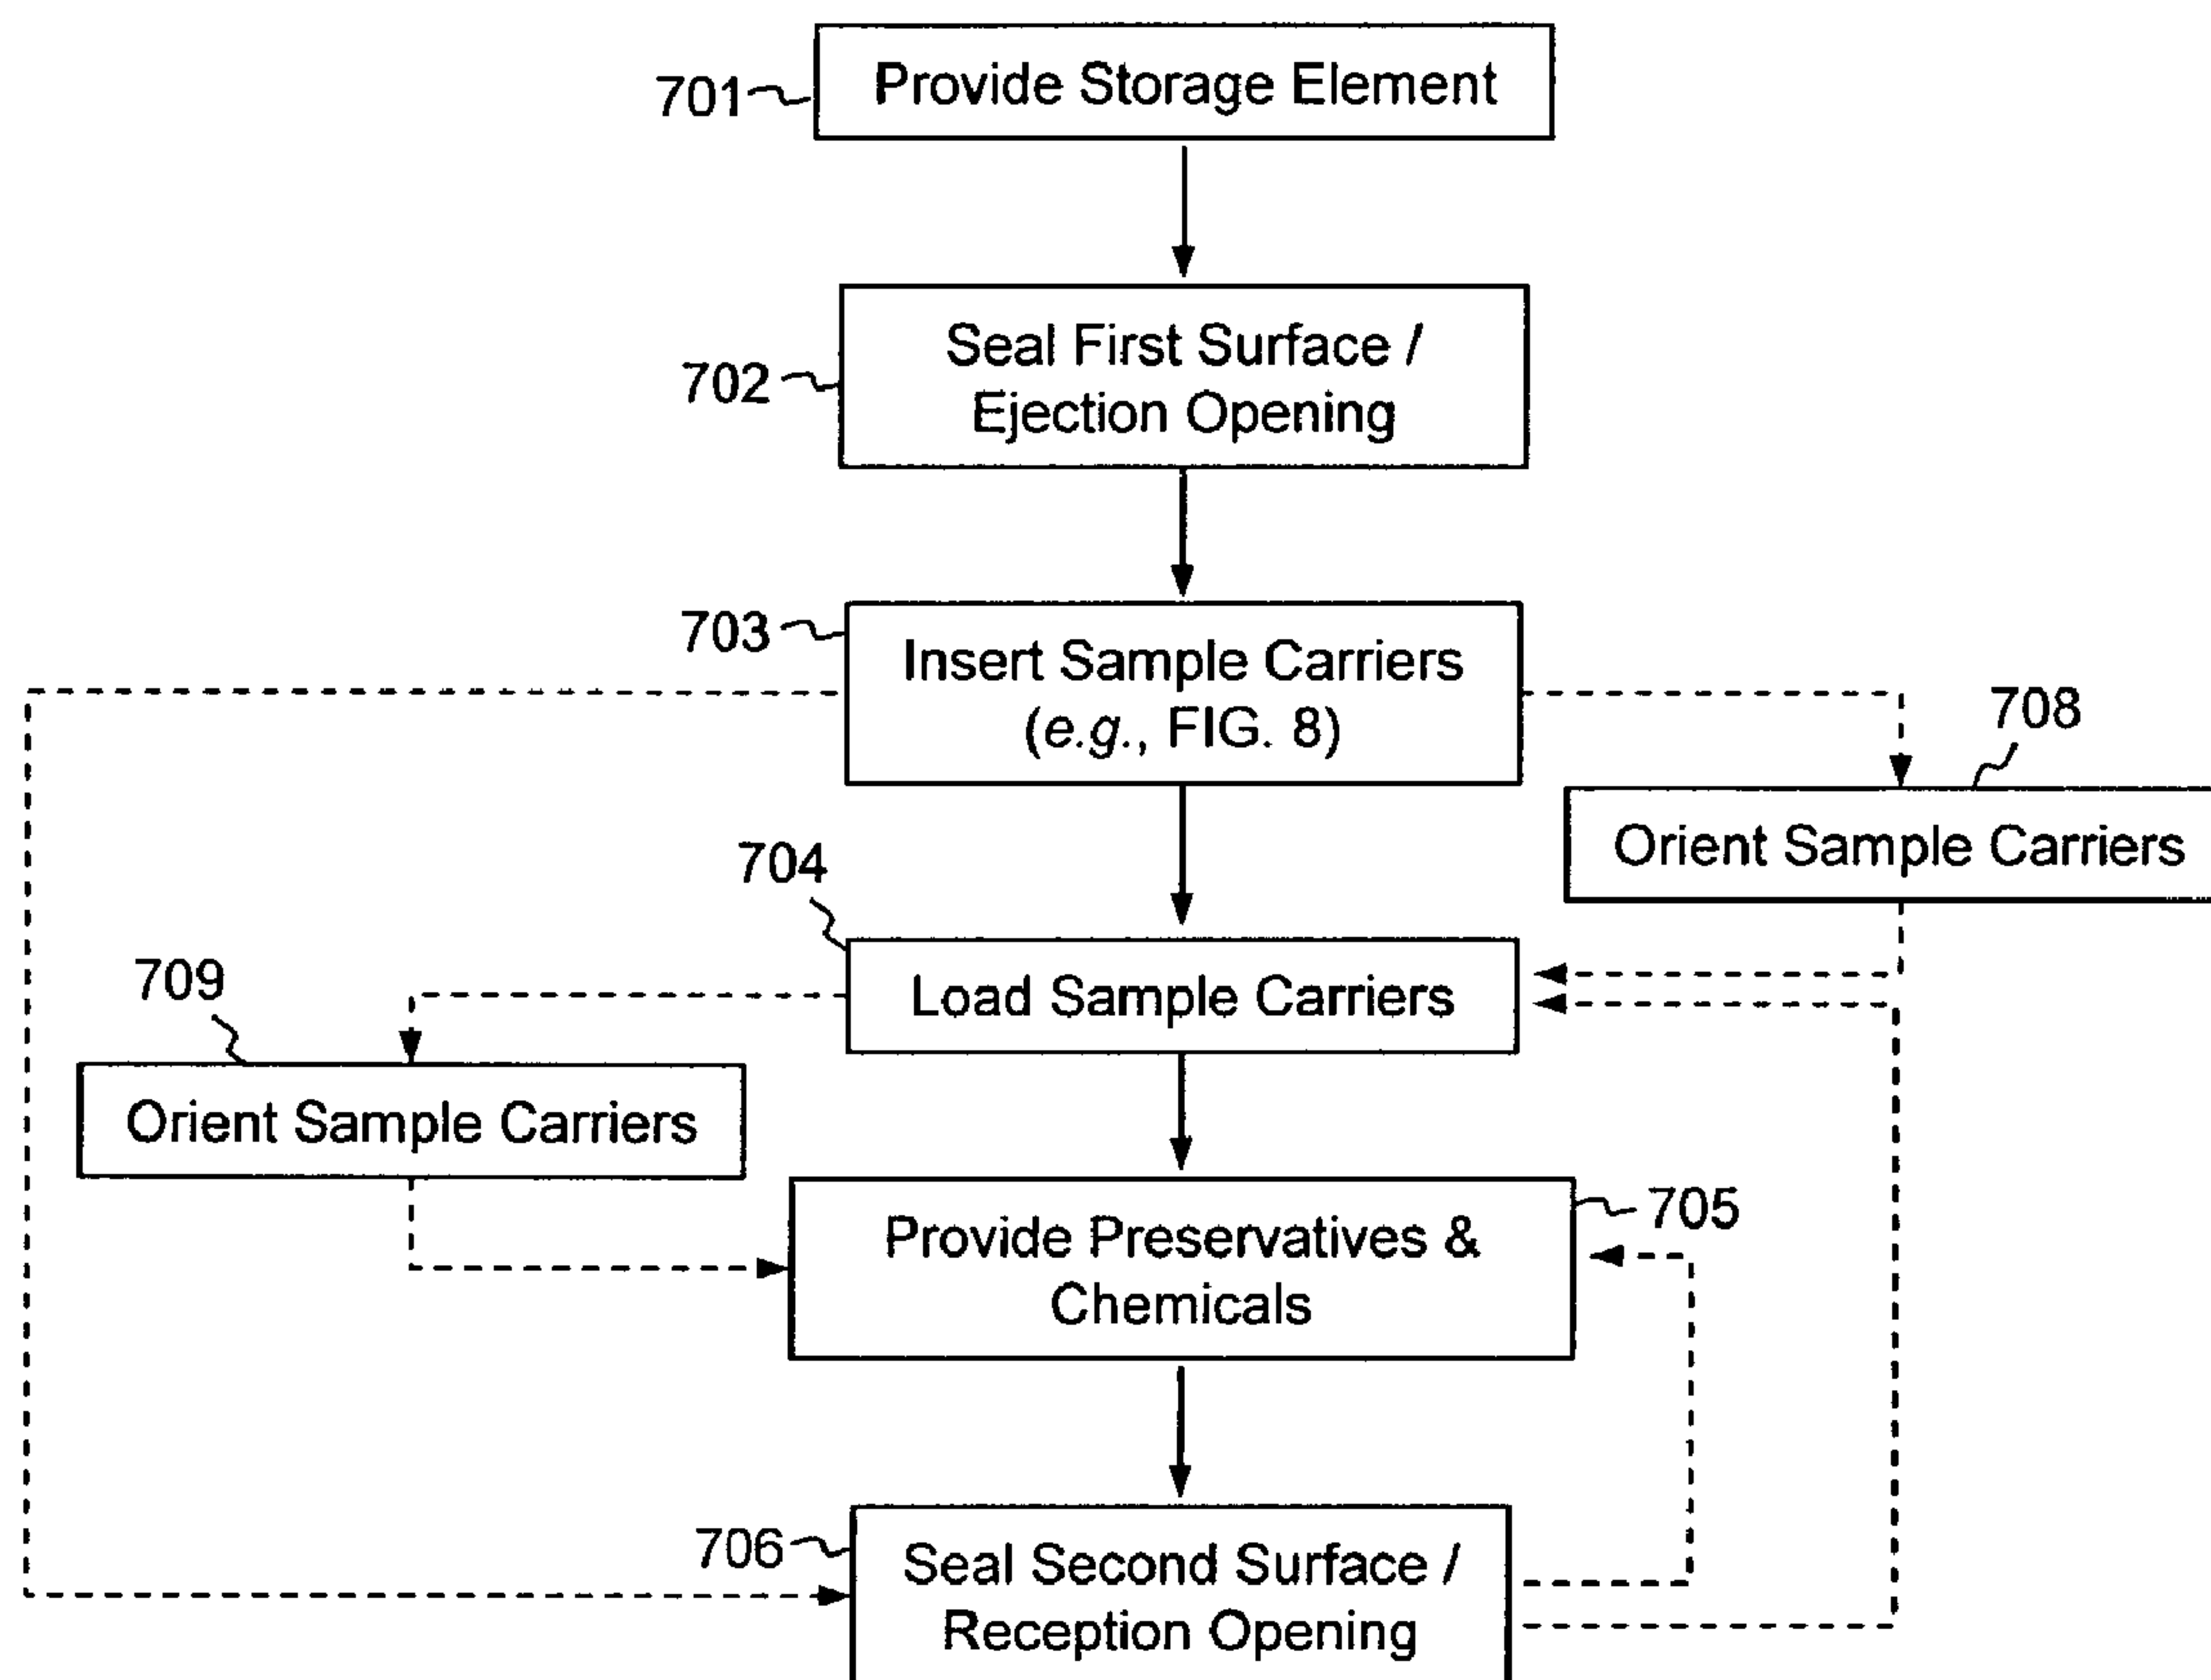 701
Provide Storage Element
702
Seal First Surface /
Ejection Opening
703
Insert Sample Carriers
(e.g., FIG. 8)
708
Orient Sample Carriers
704
Load Sample Carriers
709
Orient Sample Carriers
705
Provide Preservatives &
Chemicals
706
Seal Second Surface /
Reception Opening